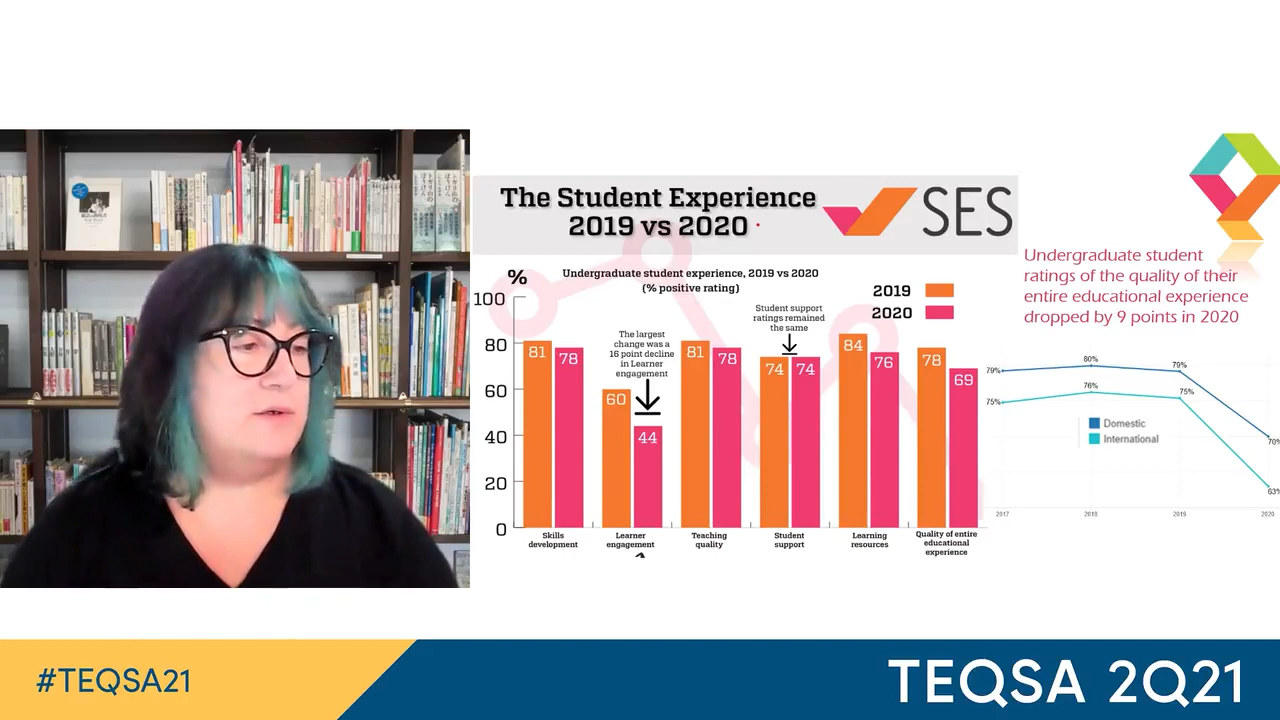 The Student Experience
2019 vs 2020
SES
Undergraduate student
ratings of the quality of their
entire educational experience
dropped by 9 points in 2020
%
Undergraduate student experience, 2019 vs 2020
(% positive rating)
2019
2020
100
80
60
40
20
0
The largest
change was a
16 point decline
in Learner
engagement
Student support
ratings remained
the same
81
78
60
44
81
78
74
74
84
76
78
69
Skills
development
Learner
engagement
Teaching
quality
Student
support
Learning
resources
Quality of entire
educational
experience
79%
80%
79%
70%
75%
76%
75%
63%
Domestic
International
2017
2018
2019
2020
#TEQSA21
TEQSA 2Q21